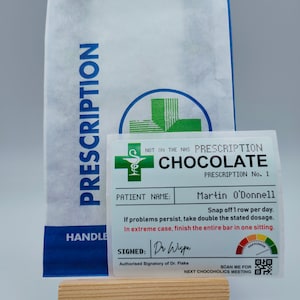 PRESCRIPTION
HANDLE
NOT ON THE NHS PRESCRIPTION
CHOCOLATE
PRESCRIPTION No. 1
PATIENT NAME: Martin O'Donnell
Snap off 1 row per day.
If problems persist, take double the stated dosage.
In extreme case, finish the entire bar in one sitting.
SIGNED: Dr Wispa
Authorised Signatory of Dr. Flake
SCAN ME FOR
NEXT CHOCOHOLICS MEETING